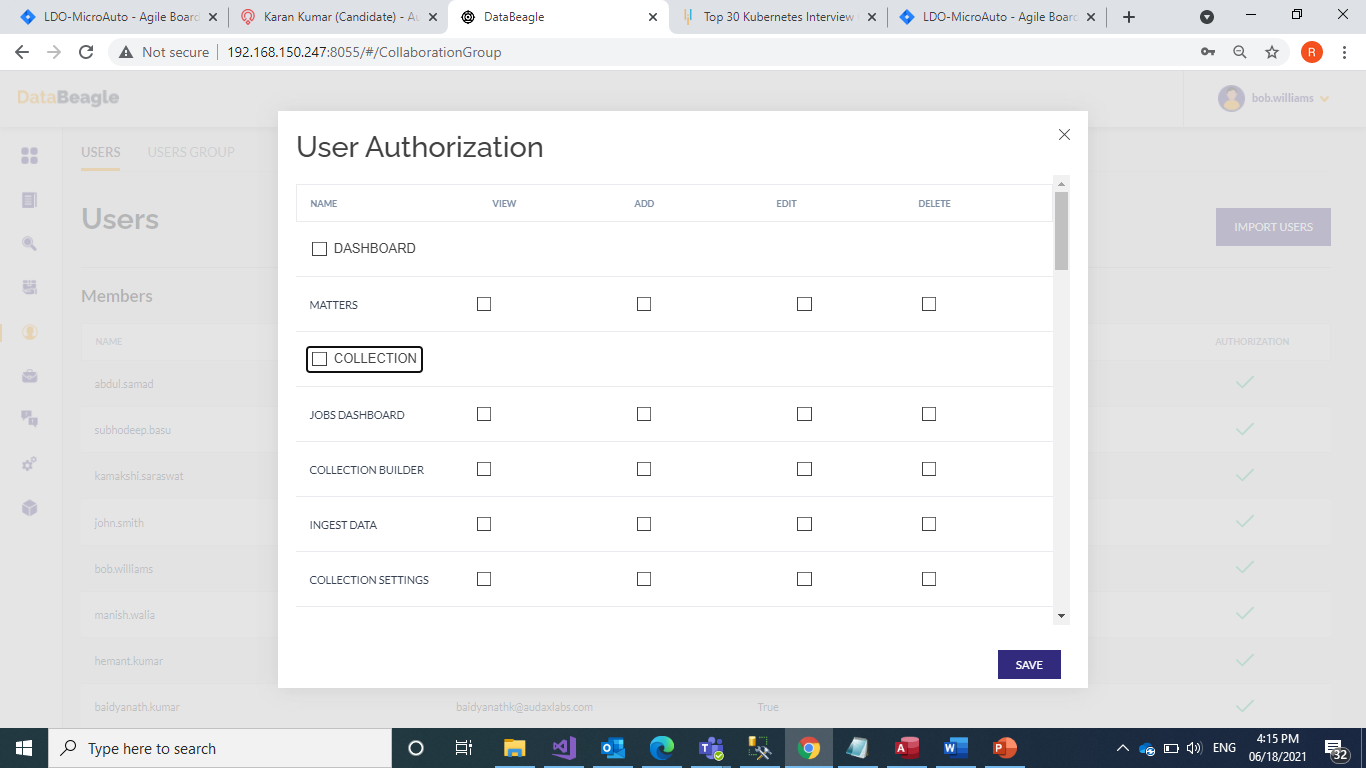 LDO-MicroAuto - Agile Board
Karan Kumar (Candidate) - Au
DataBeagle
Top 30 Kubernetes Interview
LDO-MicroAuto - Agile Board
Not secure
192.168.150.247:8055/#/CollaborationGroup
R
DataBeagle
bob.williams
USERS
USERS GROUP
Users
IMPORT USERS
Members
NAME
AUTHORIZATION
abdul.samad
subhodeep.basu
kamakshi.saraswat
john.smith
bob.williams
manish.walia
hemant.kumar
baidyanath.kumar
baidyanathk@audaxlabs.com
True
User Authorization
NAME
VIEW
ADD
EDIT
DELETE
DASHBOARD
MATTERS
COLLECTION
JOBS DASHBOARD
COLLECTION BUILDER
INGEST DATA
COLLECTION SETTINGS
SAVE
Type here to search
ENG
4:15 PM
06/18/2021
32